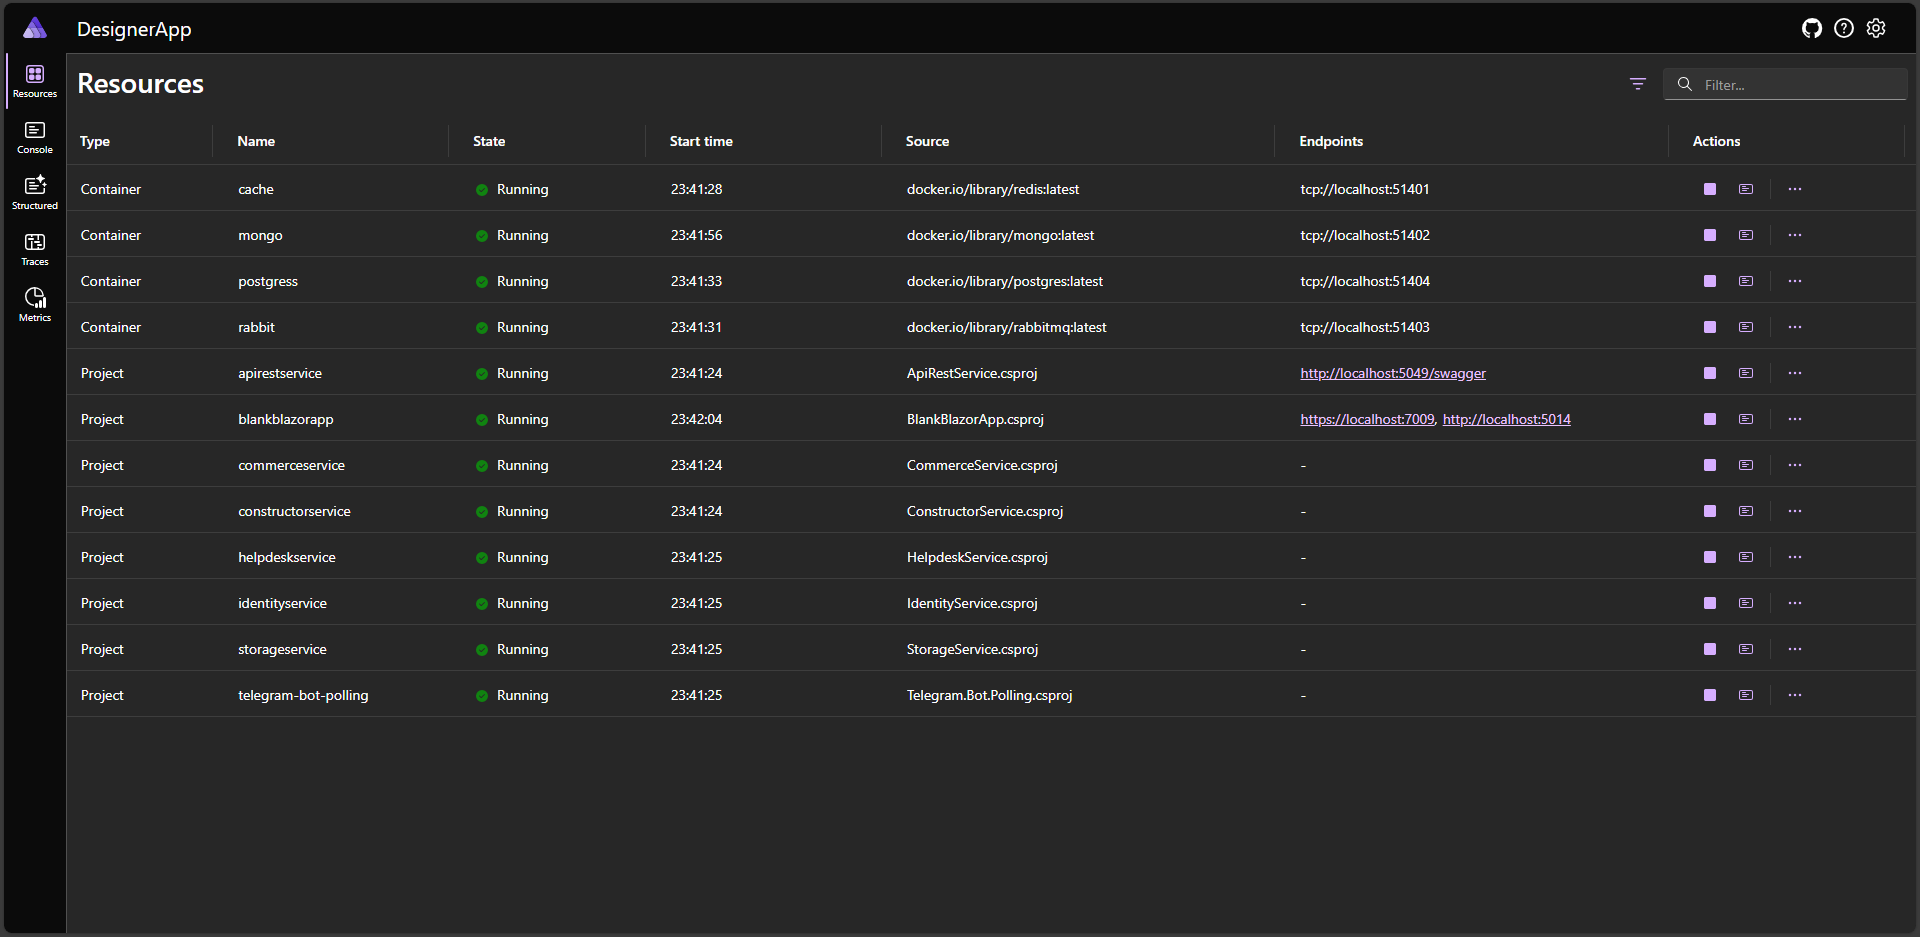 DesignerApp
Resources
Console
Structured
Traces
Metrics
Resources
Filter...
Type Name State Start time Source Endpoints Actions
Container cache Running 23:41:28 docker.io/library/redis:latest tcp://localhost:51401
Container mongo Running 23:41:56 docker.io/library/mongo:latest tcp://localhost:51402
Container postgress Running 23:41:33 docker.io/library/postgres:latest tcp://localhost:51404
Container rabbit Running 23:41:31 docker.io/library/rabbitmq:latest tcp://localhost:51403
Project apirestservice Running 23:41:24 ApiRestService.csproj http://localhost:5049/swagger
Project blankblazorapp Running 23:42:04 BlankBlazorApp.csproj https://localhost:7009, http://localhost:5014
Project commerceservice Running 23:41:24 CommerceService.csproj -
Project constructorservice Running 23:41:24 ConstructorService.csproj -
Project helpdeskservice Running 23:41:25 HelpdeskService.csproj -
Project identityservice Running 23:41:25 IdentityService.csproj -
Project storageservice Running 23:41:25 StorageService.csproj -
Project telegram-bot-polling Running 23:41:25 Telegram.Bot.Polling.csproj -